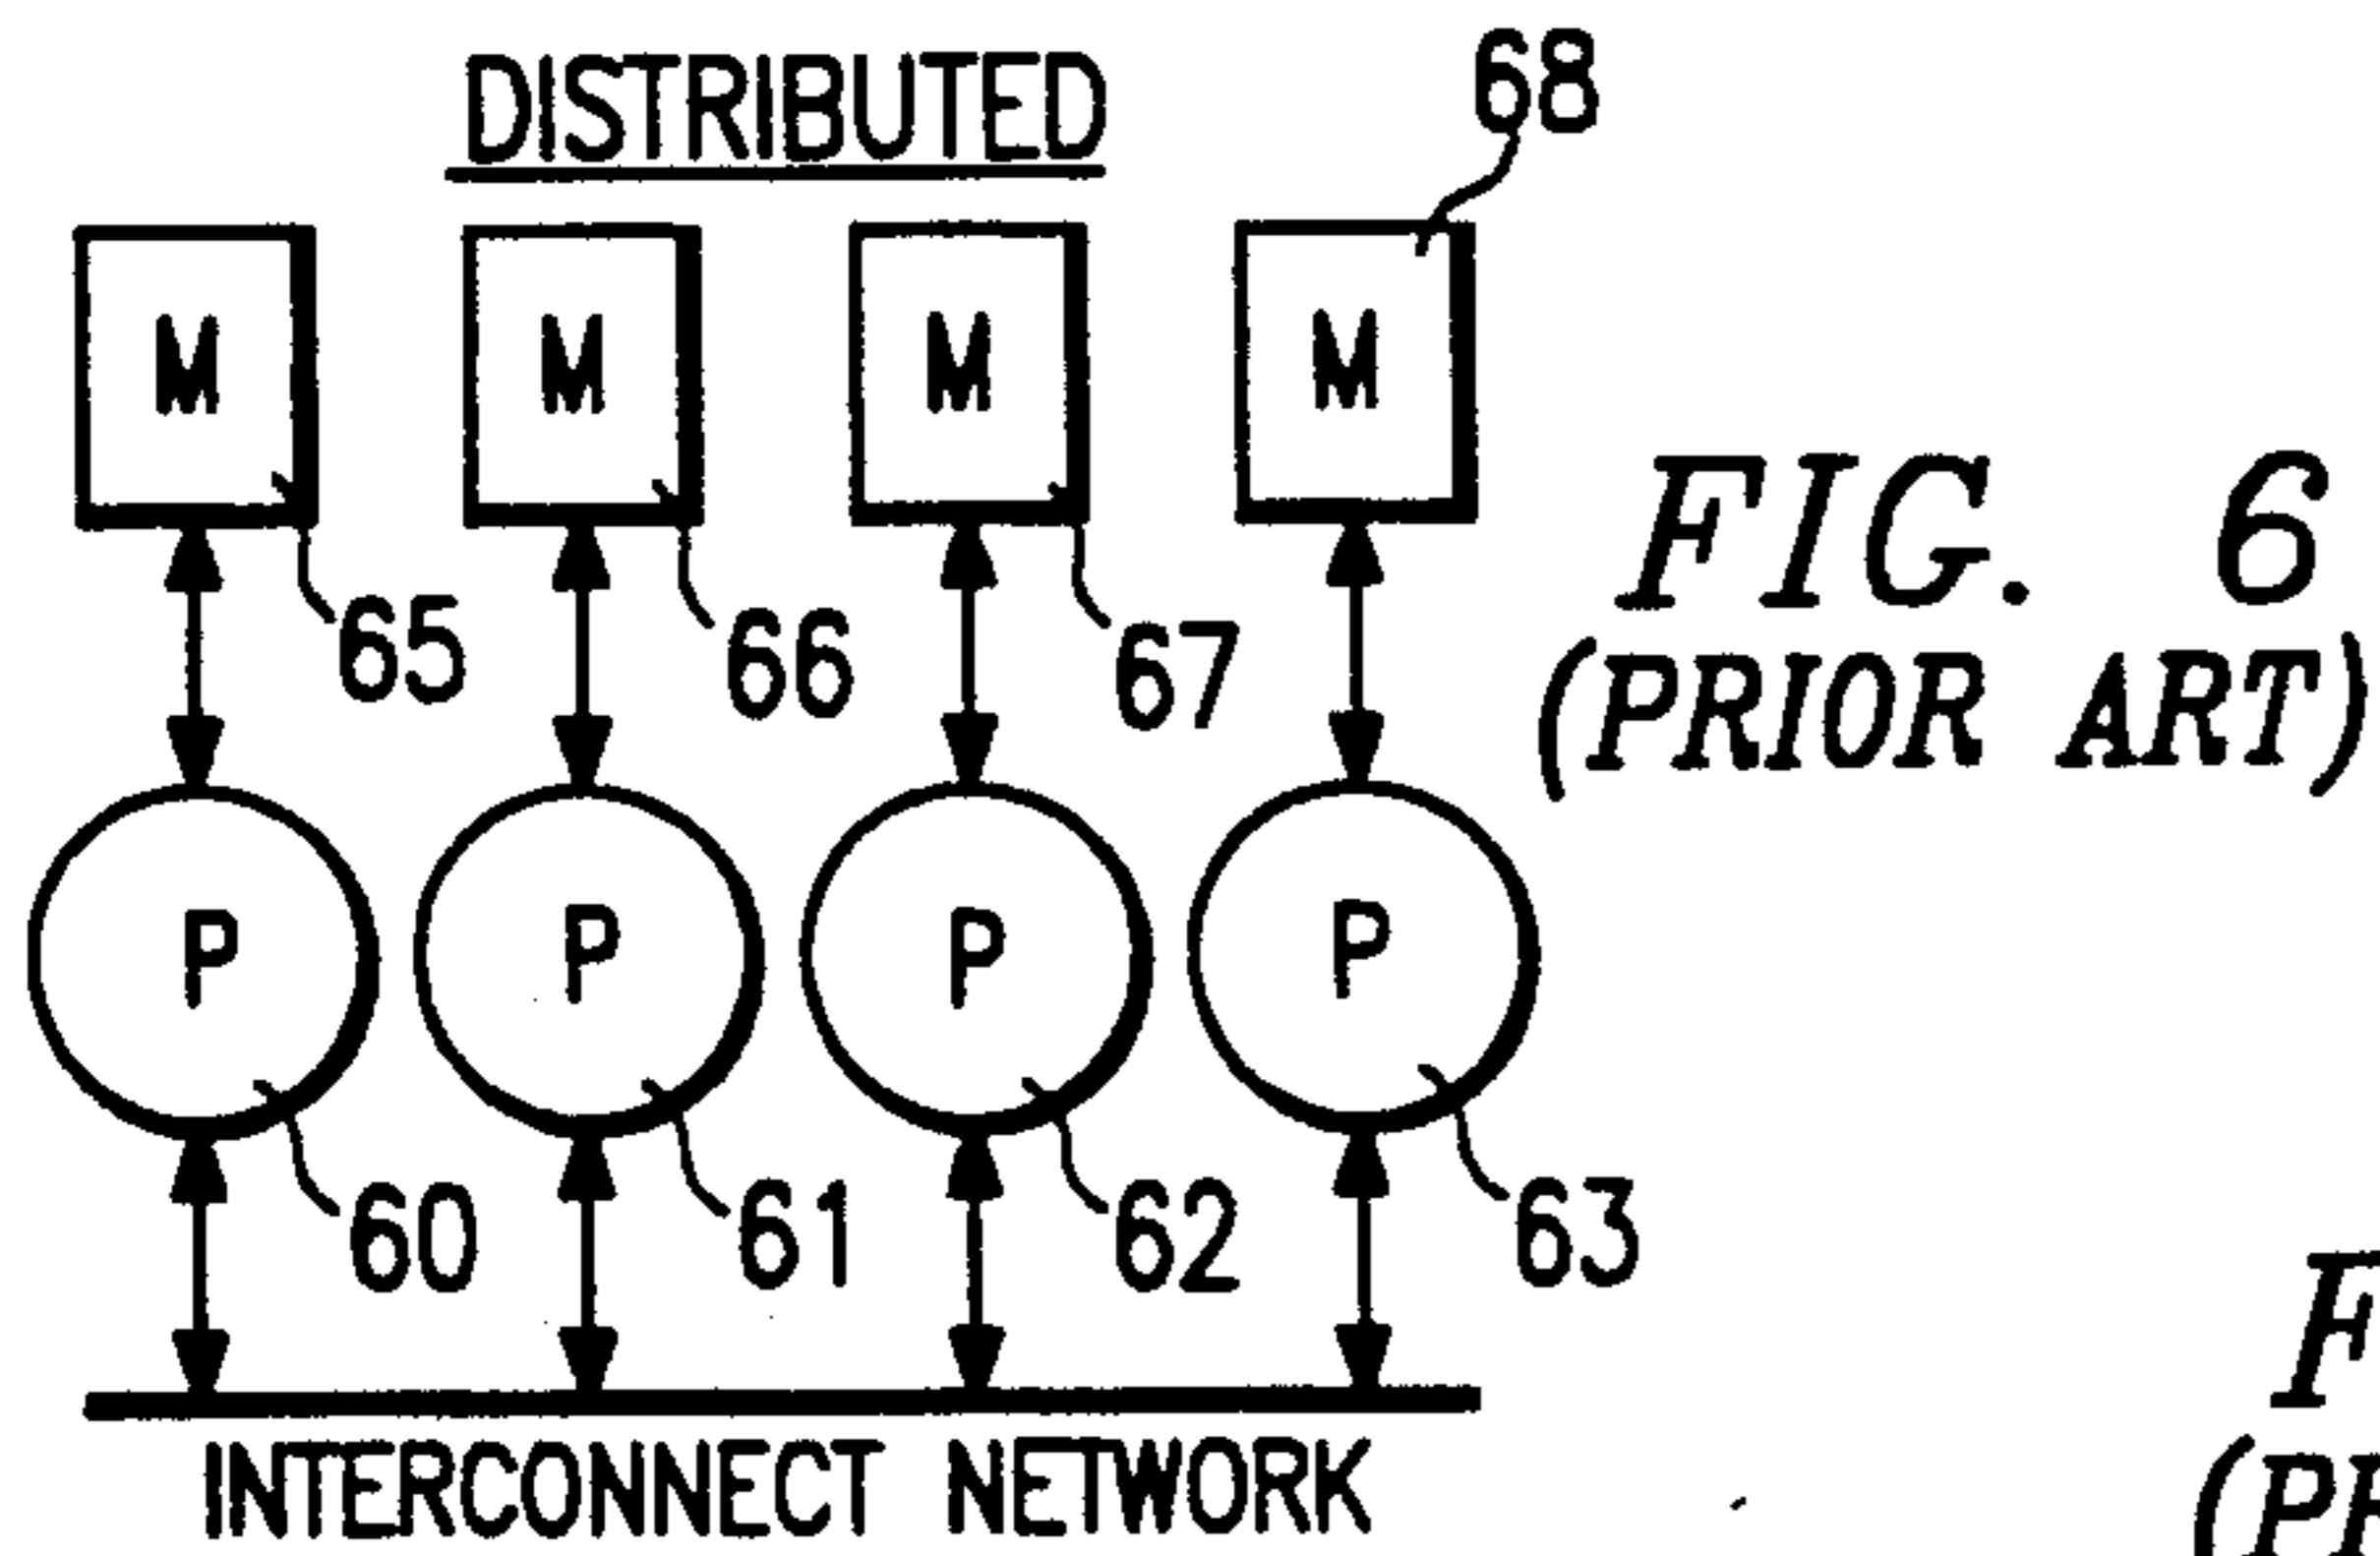 DISTRIBUTED
68
M M M M
65 66 67
FIG. 6
(PRIOR ART)
P P P P
60 61 62 63
INTERCONNECT NETWORK